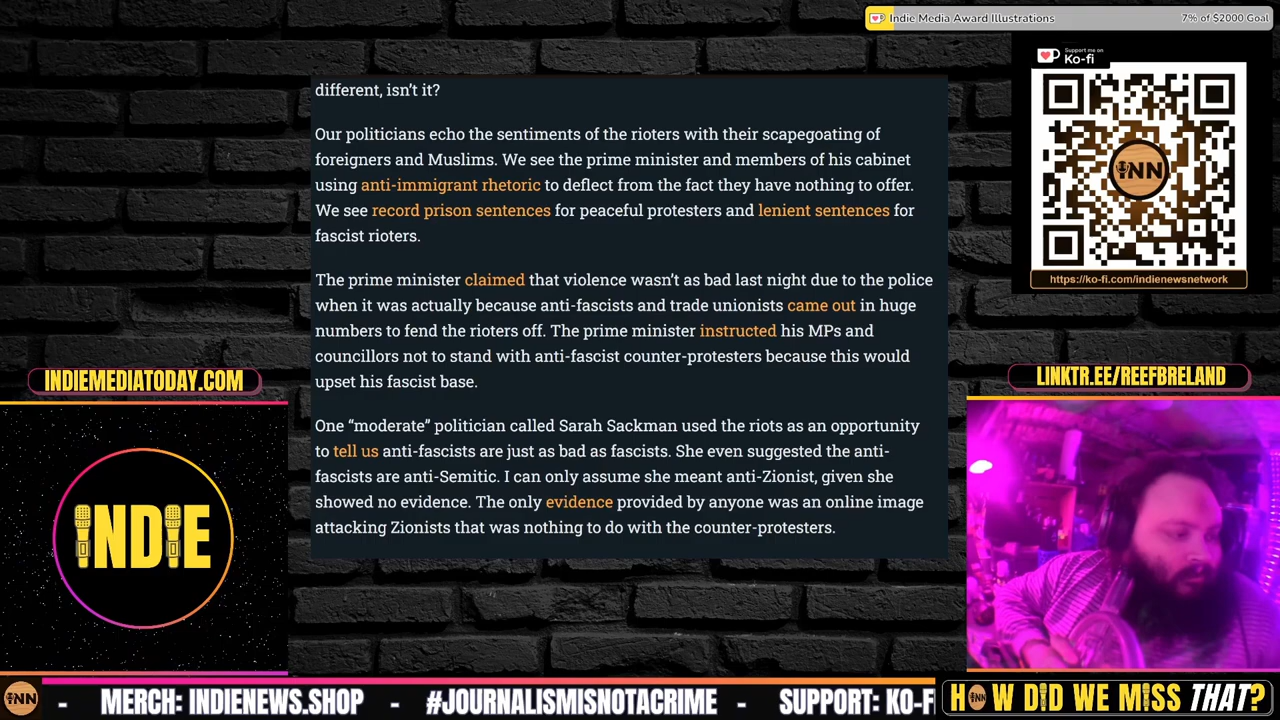 Indie Media Award Illustrations
7% of $2000 Goal
Support me on
Ko-fi
iNN
https://ko-fi.com/indienewsnetwork
different, isn't it?
Our politicians echo the sentiments of the rioters with their scapegoating of
foreigners and Muslims. We see the prime minister and members of his cabinet
using anti-immigrant rhetoric to deflect from the fact they have nothing to offer.
We see record prison sentences for peaceful protesters and lenient sentences for
fascist rioters.
The prime minister claimed that violence wasn't as bad last night due to the police
when it was actually because anti-fascists and trade unionists came out in huge
numbers to fend the rioters off. The prime minister instructed his MPs and
councillors not to stand with anti-fascist counter-protesters because this would
upset his fascist base.
One “moderate” politician called Sarah Sackman used the riots as an opportunity
to tell us anti-fascists are just as bad as fascists. She even suggested the anti-
fascists are anti-Semitic. I can only assume she meant anti-Zionist, given she
showed no evidence. The only evidence provided by anyone was an online image
attacking Zionists that was nothing to do with the counter-protesters.
INDIEMEDIATODAY.COM
LINKTR.EE/REEFBRELAND
INDIE
iNN - MERCH: INDIENEWS.SHOP - #JOURNALISMISNOTACRIME - SUPPORT: KO-F
HOW DID WE MISS THAT?